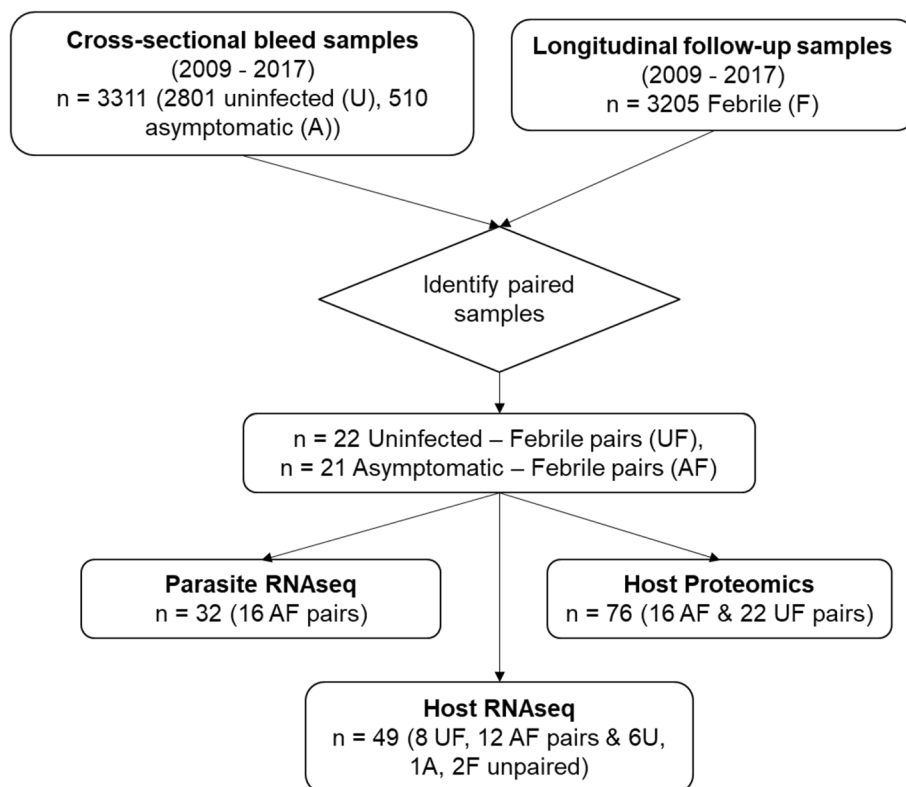 Cross-sectional bleed samples
(2009 - 2017)
n = 3311 (2801 uninfected (U), 510
asymptomatic (A))
Longitudinal follow-up samples
(2009 - 2017)
n = 3205 Febrile (F)
Identify paired
samples
n = 22 Uninfected – Febrile pairs (UF),
n = 21 Asymptomatic – Febrile pairs (AF)
Parasite RNAseq
n = 32 (16 AF pairs)
Host Proteomics
n = 76 (16 AF & 22 UF pairs)
Host RNAseq
n = 49 (8 UF, 12 AF pairs & 6U,
1A, 2F unpaired)